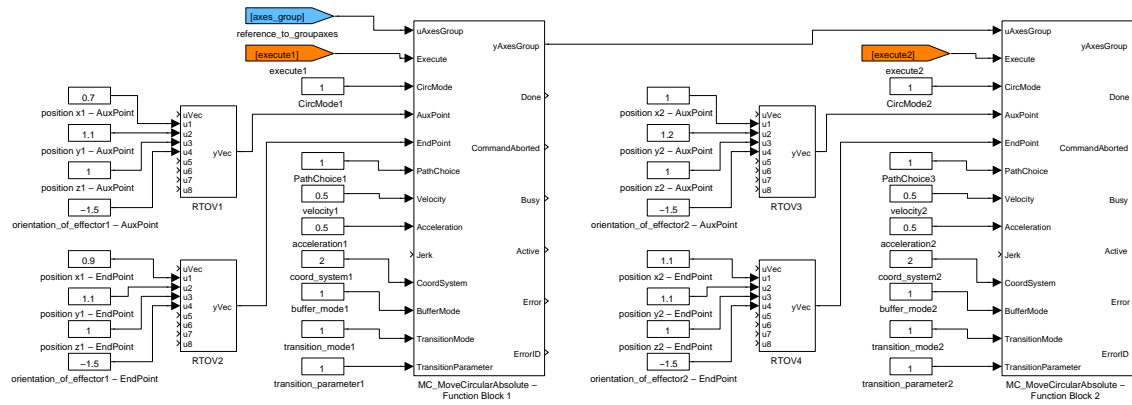 [axes_group]
reference_to_groupaxes
[execute1]
execute1
1
CircMode1
0.7
position x1 – AuxPoint
1.1
position y1 – AuxPoint
1
position z1 – AuxPoint
–1.5
orientation_of_effector1 – AuxPoint
uVec
u1
u2
u3
u4
u5
u6
u7
u8
yVec
RTOV1
0.9
position x1 – EndPoint
1.1
position y1 – EndPoint
1
position z1 – EndPoint
–1.5
orientation_of_effector1 – EndPoint
uVec
u1
u2
u3
u4
u5
u6
u7
u8
yVec
RTOV2
1
PathChoice1
0.5
velocity1
0.5
acceleration1
2
coord_system1
1
buffer_mode1
1
transition_mode1
1
transition_parameter1
uAxesGroup
Execute
CircMode
AuxPoint
EndPoint
PathChoice
Velocity
Acceleration
Jerk
CoordSystem
BufferMode
TransitionMode
TransitionParameter
yAxesGroup
Done
CommandAborted
Busy
Active
Error
ErrorID
MC_MoveCircularAbsolute –
Function Block 1
[execute2]
execute2
1
CircMode2
1
position x2 – AuxPoint
1.2
position y2 – AuxPoint
1
position z2 – AuxPoint
–1.5
orientation_of_effector2 – AuxPoint
uVec
u1
u2
u3
u4
u5
u6
u7
u8
yVec
RTOV3
1.1
position x2 – EndPoint
1.1
position y2 – EndPoint
1
position z2 – EndPoint
–1.5
orientation_of_effector2 – EndPoint
uVec
u1
u2
u3
u4
u5
u6
u7
u8
yVec
RTOV4
1
PathChoice3
0.5
velocity2
0.5
acceleration2
2
coord_system2
1
buffer_mode2
1
transition_mode2
1
transition_parameter2
uAxesGroup
Execute
CircMode
AuxPoint
EndPoint
PathChoice
Velocity
Acceleration
Jerk
CoordSystem
BufferMode
TransitionMode
TransitionParameter
yAxesGroup
Done
CommandAborted
Busy
Active
Error
ErrorID
MC_MoveCircularAbsolute –
Function Block 2